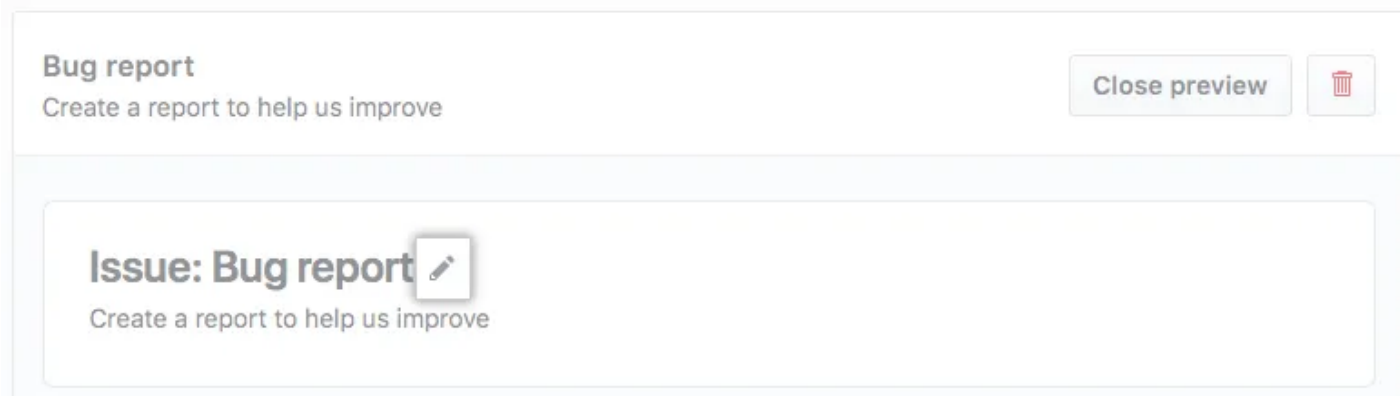 Bug report
Create a report to help us improve
Close preview
Issue: Bug report
Create a report to help us improve